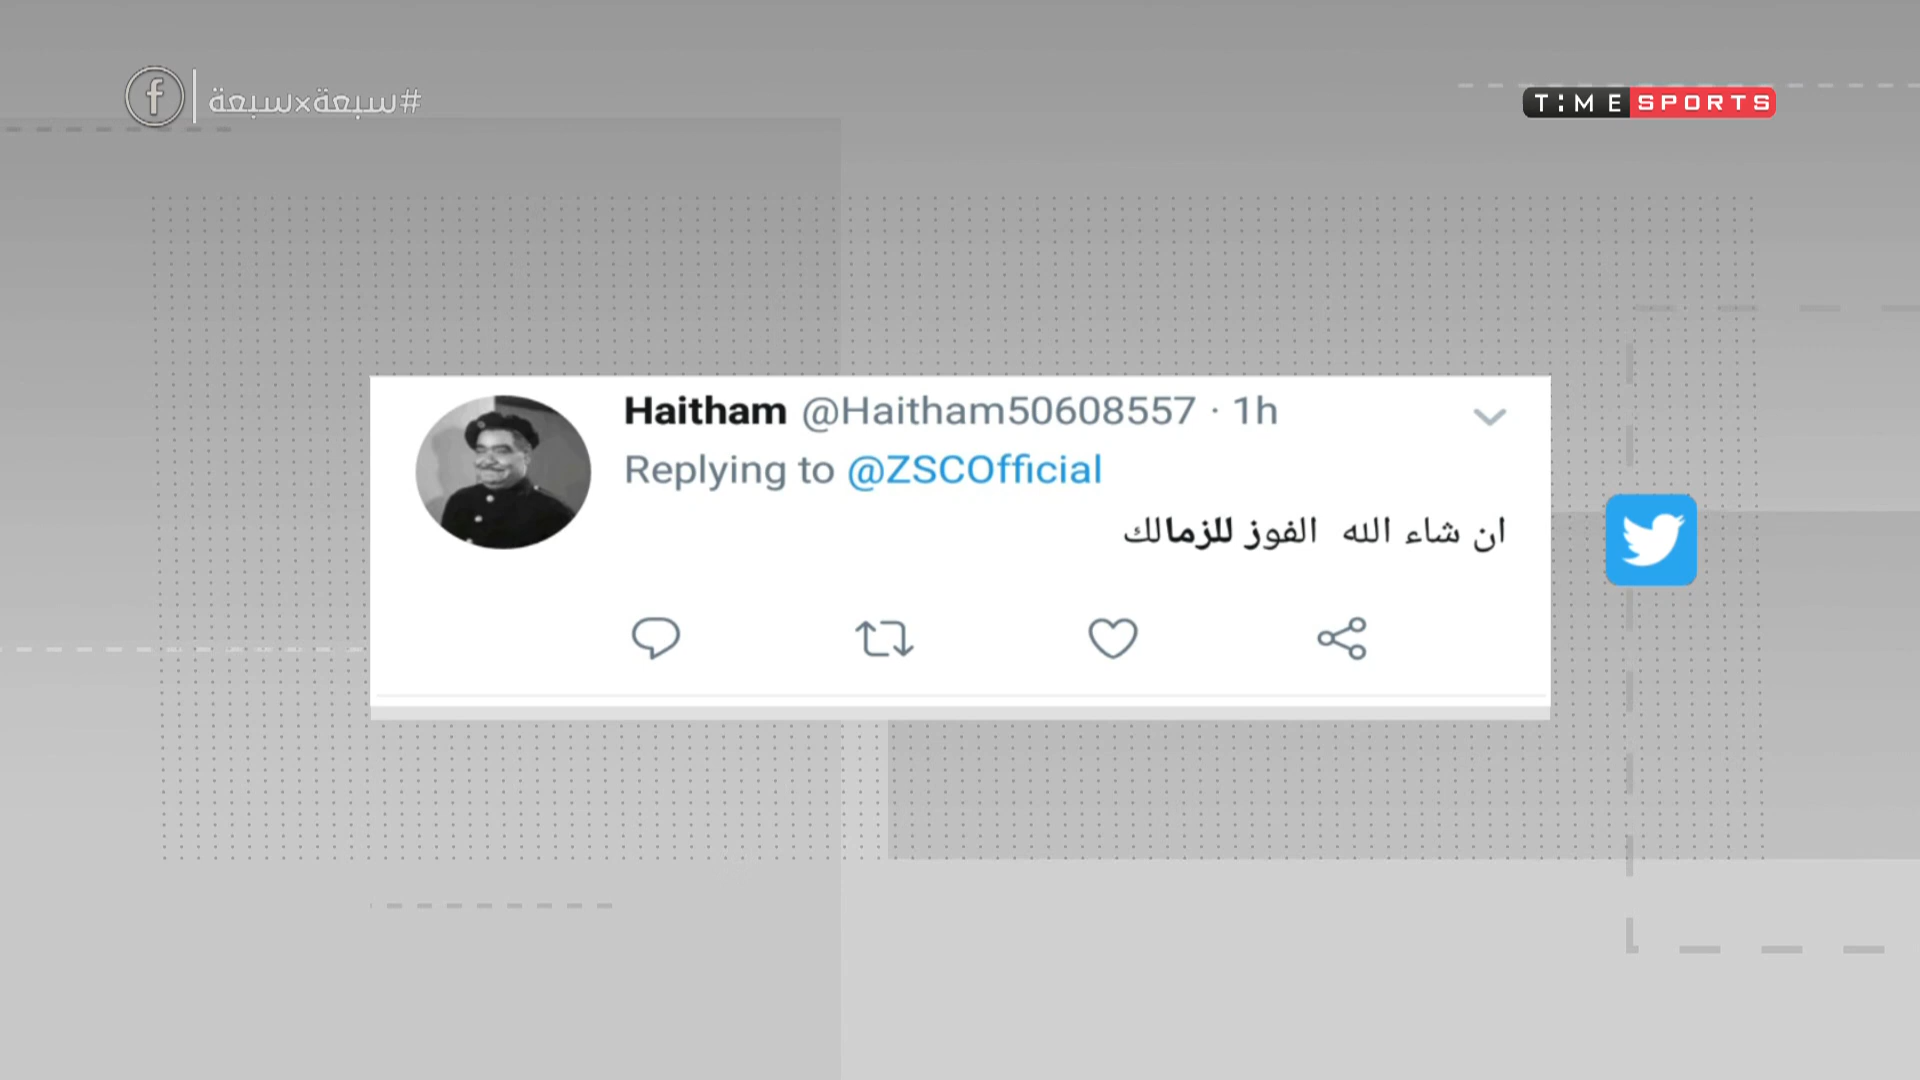 #سبعة×سبعة
TIME SPORTS
Haitham @Haitham50608557 · 1h
Replying to @ZSCOfficial
ان شاء الله الفوز للزمالك